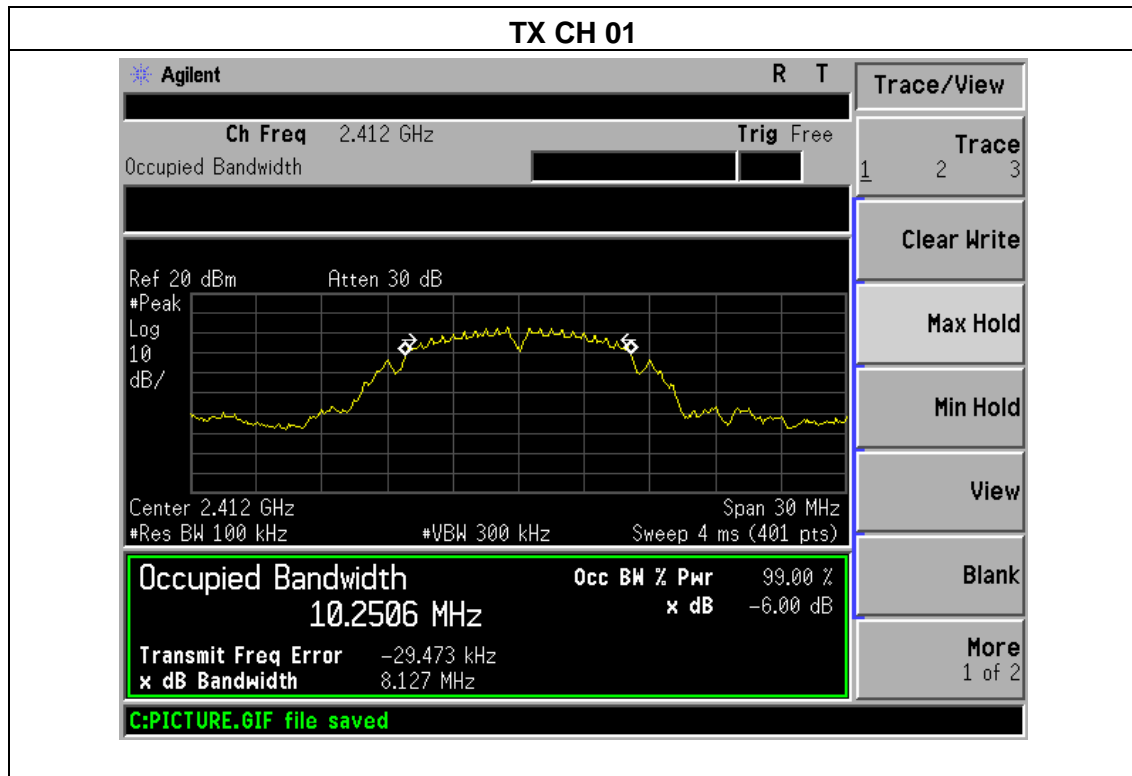 TX CH 01
Agilent R T
Trace/View
Ch Freq 2.412 GHz Trig Free
Occupied Bandwidth
Trace
1 2 3
Clear Write
Max Hold
Min Hold
View
Blank
More
1 of 2
Ref 20 dBm Atten 30 dB
#Peak
Log
10
dB/
Center 2.412 GHz Span 30 MHz
#Res BW 100 kHz #VBW 300 kHz Sweep 4 ms (401 pts)
Occupied Bandwidth Occ BW % Pwr 99.00 %
10.2506 MHz x dB -6.00 dB
Transmit Freq Error -29.473 kHz
x dB Bandwidth 8.127 MHz
C:PICTURE.GIF file saved